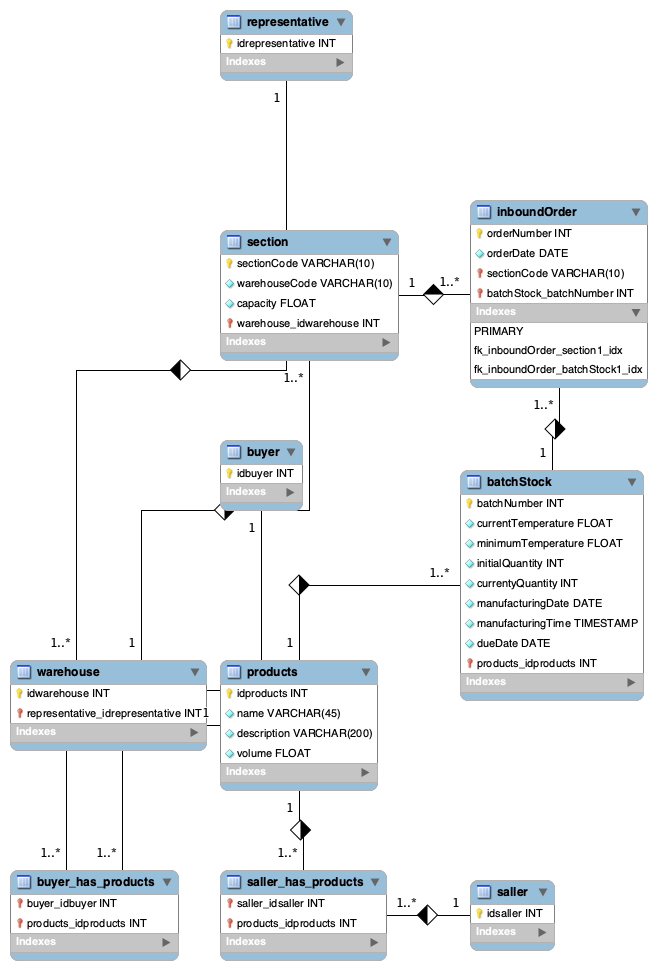 representative
idrepresentative INT
Indexes
1
section
sectionCode VARCHAR(10)
warehouseCode VARCHAR(10)
capacity FLOAT
warehouse_idwarehouse INT
Indexes
1
1..*
inboundOrder
orderNumber INT
orderDate DATE
sectionCode VARCHAR(10)
batchStock_batchNumber INT
Indexes
PRIMARY
fk_inboundOrder_section1_idx
fk_inboundOrder_batchStock1_idx
1..*
1..*
1
buyer
idbuyer INT
Indexes
1
batchStock
batchNumber INT
currentTemperature FLOAT
minimumTemperature FLOAT
initialQuantity INT
currentyQuantity INT
manufacturingDate DATE
manufacturingTime TIMESTAMP
dueDate DATE
products_idproducts INT
Indexes
1..*
1..*
1
1
warehouse
idwarehouse INT
representative_idrepresentative INT
1
Indexes
products
idproducts INT
name VARCHAR(45)
description VARCHAR(200)
volume FLOAT
Indexes
1
1..*
1..*
1..*
buyer_has_products
buyer_idbuyer INT
products_idproducts INT
Indexes
saller_has_products
saller_idsaller INT
products_idproducts INT
Indexes
1..*
1
saller
idsaller INT
Indexes